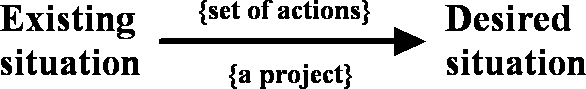 Existing
situation
{set of actions}
{a project}
Desired
situation